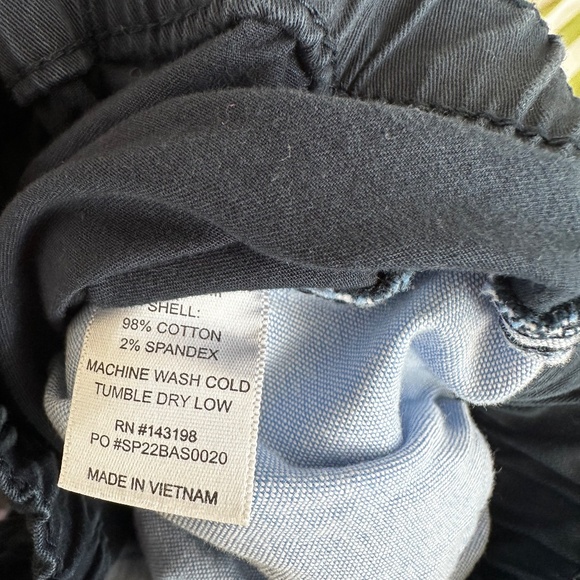 SHELL:
98% COTTON
2% SPANDEX
MACHINE WASH COLD
TUMBLE DRY LOW
RN #143198
PO #SP22BAS0020
MADE IN VIETNAM